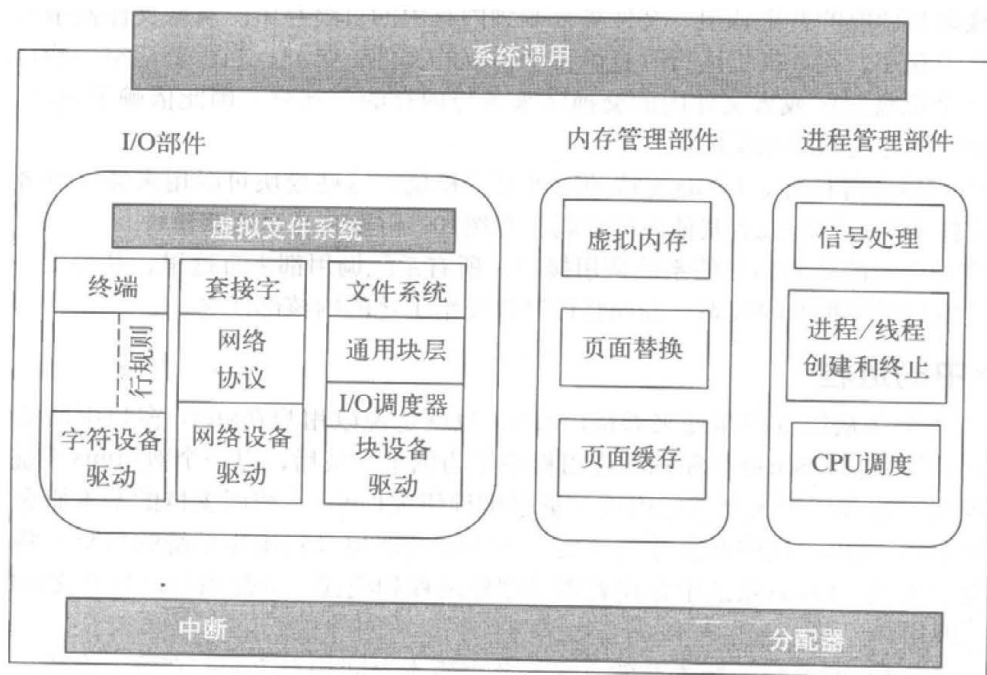 系统调用
I/O部件
内存管理部件
进程管理部件
虚拟文件系统
终端
行规则
字符设备
驱动
套接字
网络
协议
网络设备
驱动
文件系统
通用块层
I/O调度器
块设备
驱动
虚拟内存
页面替换
页面缓存
信号处理
进程/线程
创建和终止
CPU调度
中断
分配器